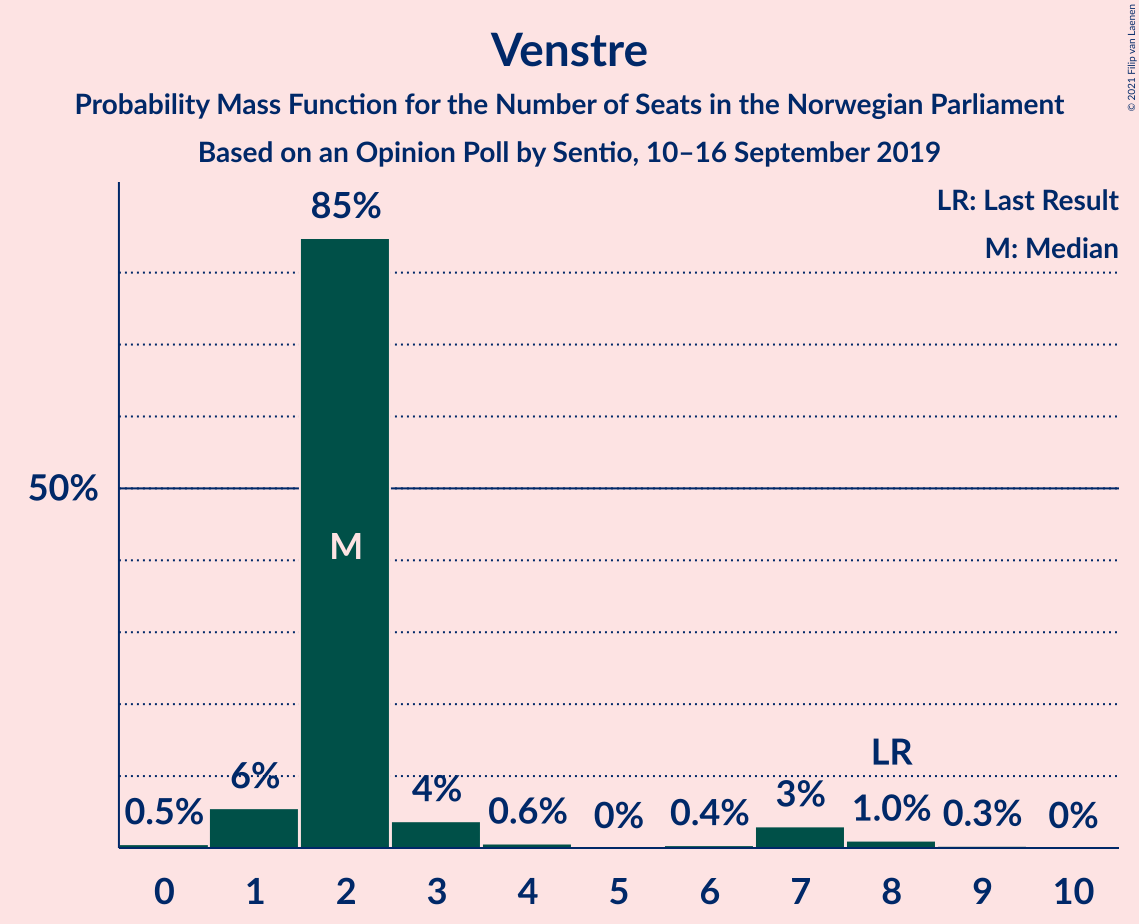 Venstre
Probability Mass Function for the Number of Seats in the Norwegian Parliament
Based on an Opinion Poll by Sentio, 10–16 September 2019
© 2021 Filip van Laenen
LR: Last Result
M: Median
85%
50%
M
LR
0.5%
6%
4%
0.6%
0%
0.4%
3%
1.0%
0.3%
0%
0 1 2 3 4 5 6 7 8 9 10